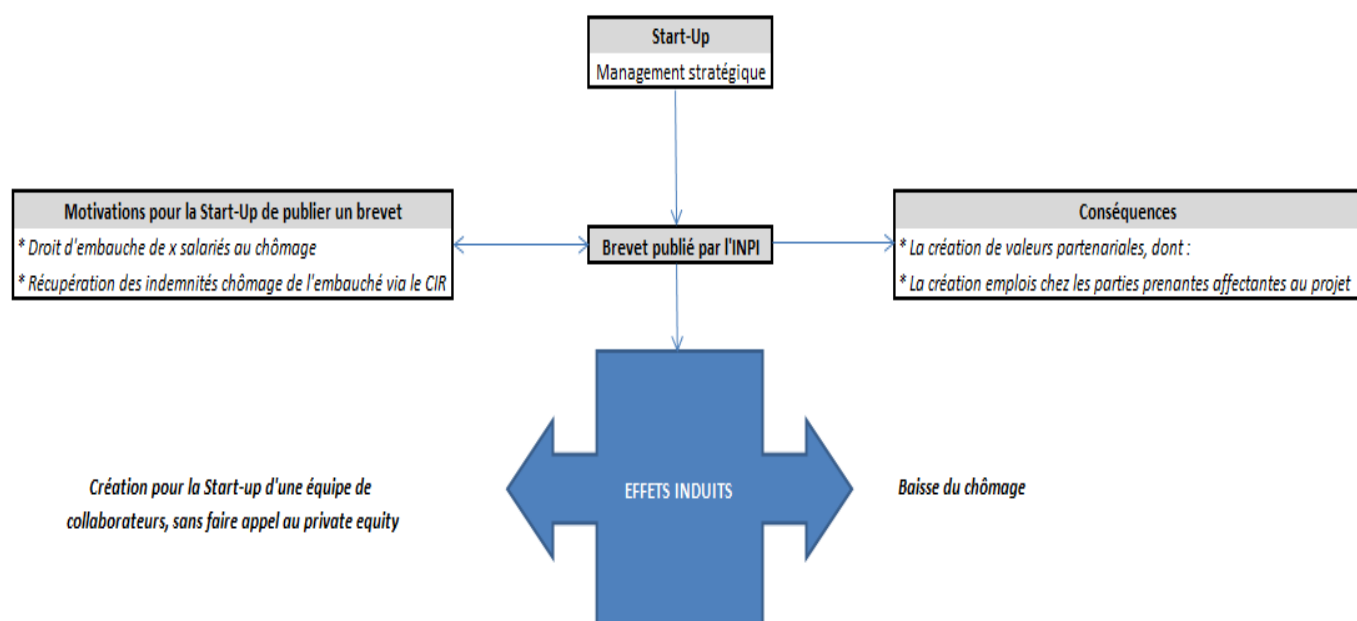 Start-Up
Management stratégique
Motivations pour la Start-Up de publier un brevet
* Droit d'embauche de x salariés au chômage
* Récupération des indemnités chômage de l'embauché via le CIR
Brevet publié par l'INPI
Conséquences
* La création de valeurs partenariales, dont :
* La création emplois chez les parties prenantes affectantes au projet
Création pour la Start-up d'une équipe de
collaborateurs, sans faire appel au private equity
EFFETS INDUITS
Baisse du chômage